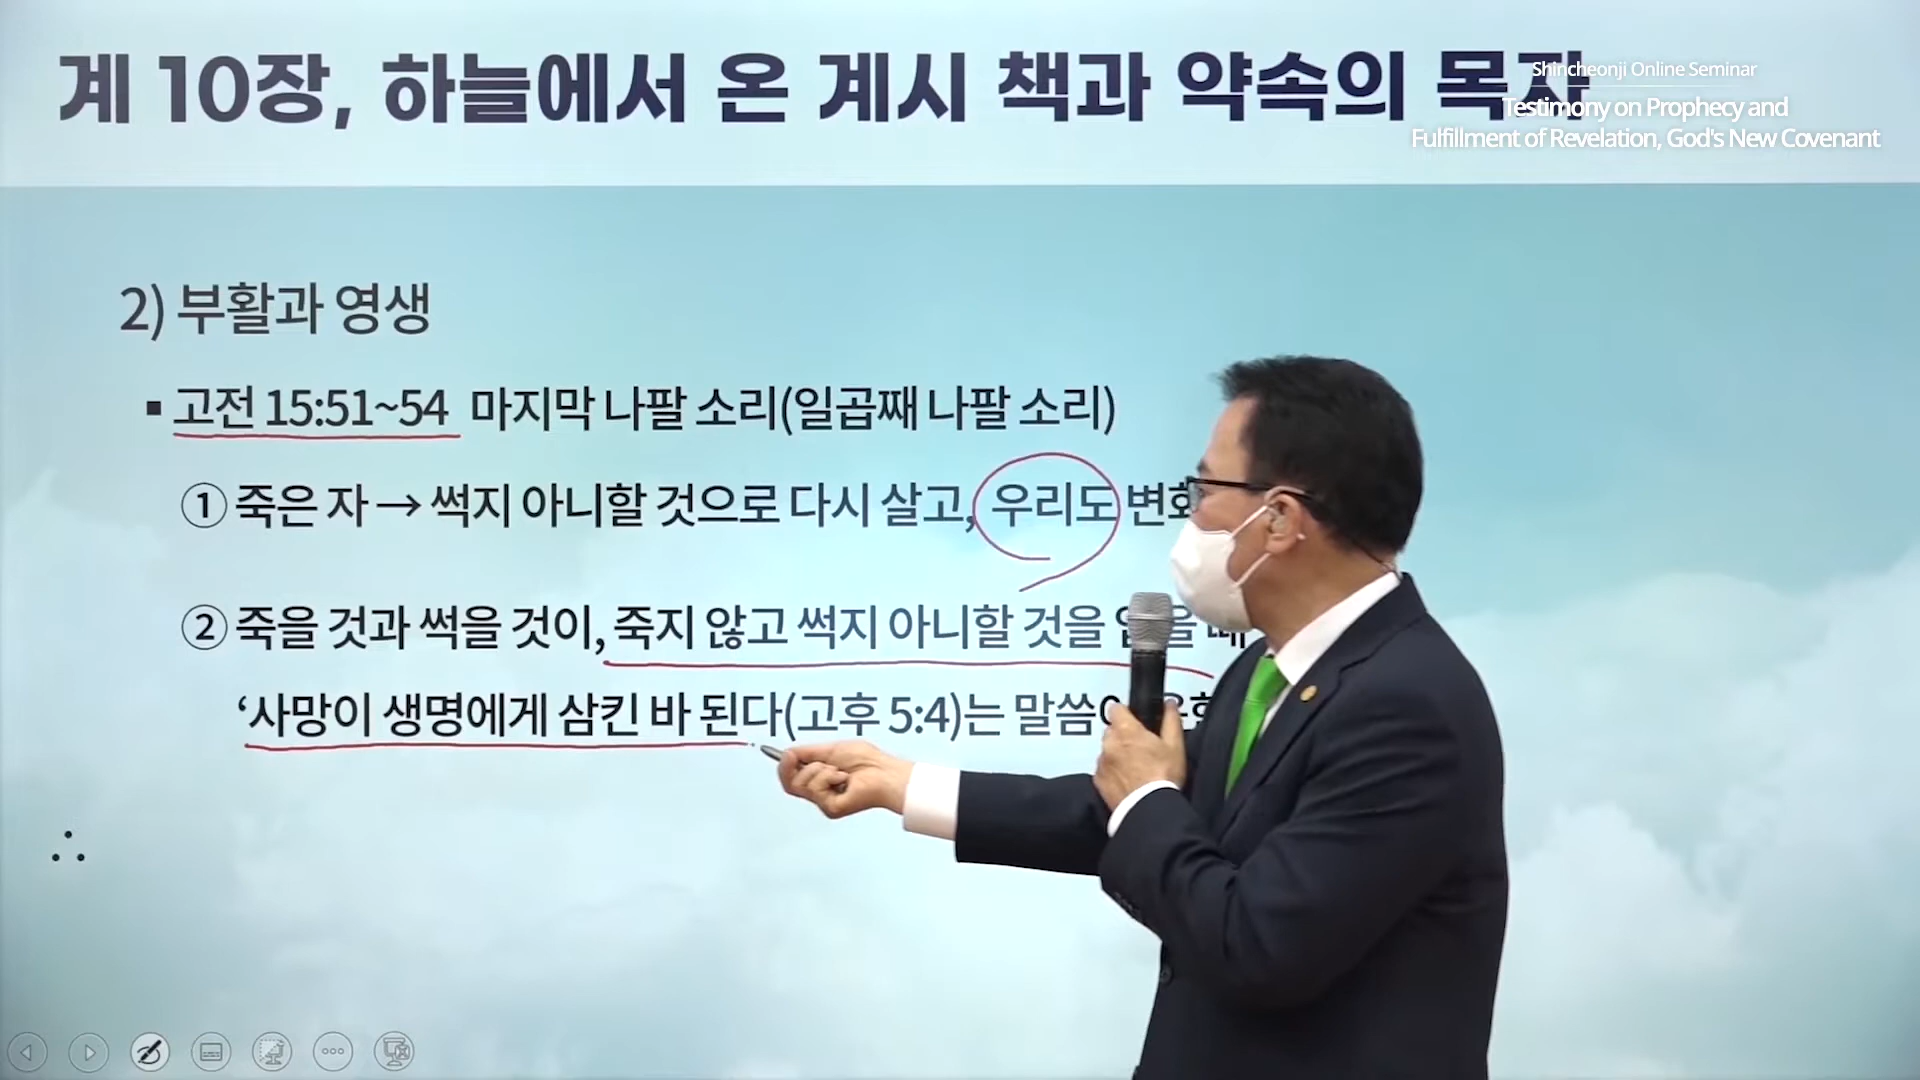 계 10장, 하늘에서 온 계시 책과 약속의 목자
Shincheonji Online Seminar
Testimony on Prophecy and
Fulfillment of Revelation, God's New Covenant
2) 부활과 영생
▪ 고전 15:51~54 마지막 나팔 소리(일곱째 나팔 소리)
① 죽은 자 → 썩지 아니할 것으로 다시 살고, 우리도
② 죽을 것과 썩을 것이, 죽지 않고 썩지 아니할 것을
‘사망이 생명에게 삼킨 바 된다(고후 5:4)는